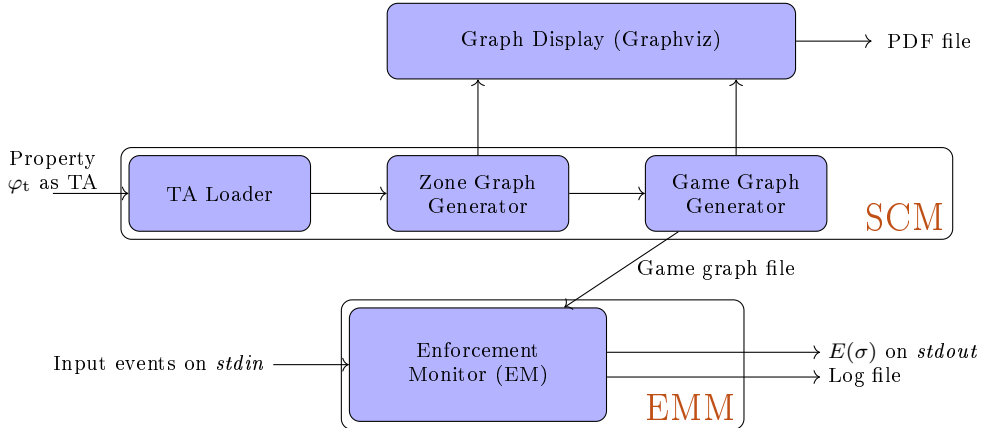 Graph Display (Graphviz)
PDF file
Property
φt as TA
TA Loader
Zone Graph
Generator
Game Graph
Generator
SCM
Game graph file
Input events on stdin
Enforcement
Monitor (EM)
E(σ) on stdout
Log file
EMM